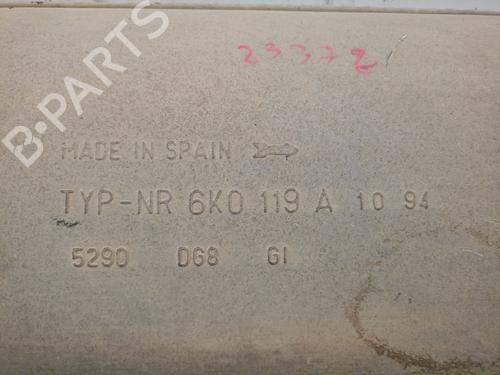 B-PARTS
23372
MADE IN SPAIN
TYP-NR 6K0 119 A 10 94
5290 DG8 GI